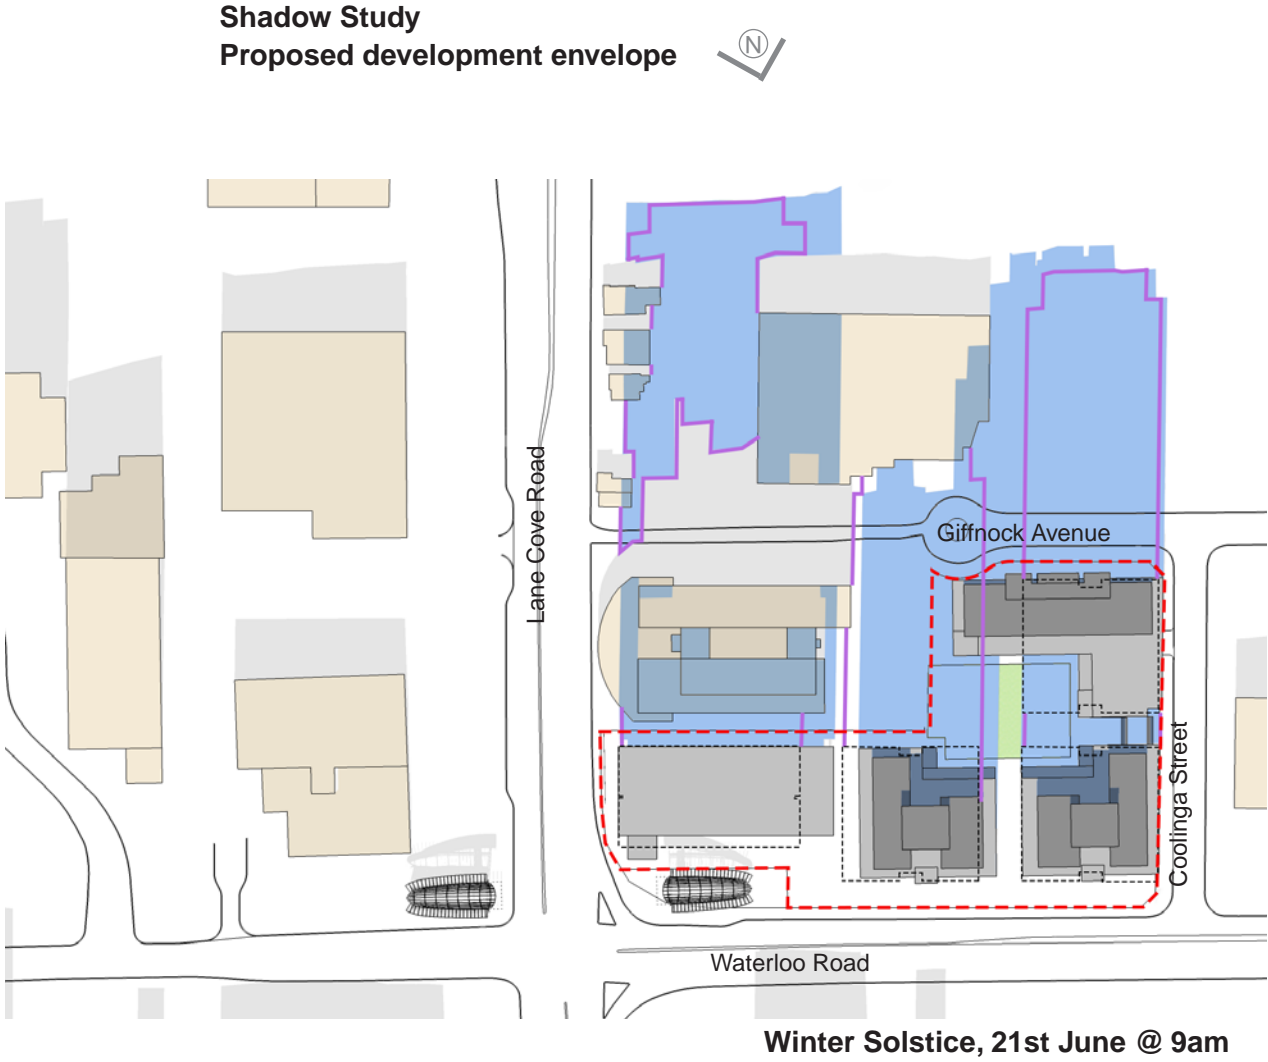 Shadow Study
Proposed development envelope
N
Lane Cove Road
Giffnock Avenue
Coolinga Street
Waterloo Road
Winter Solstice, 21st June @ 9am